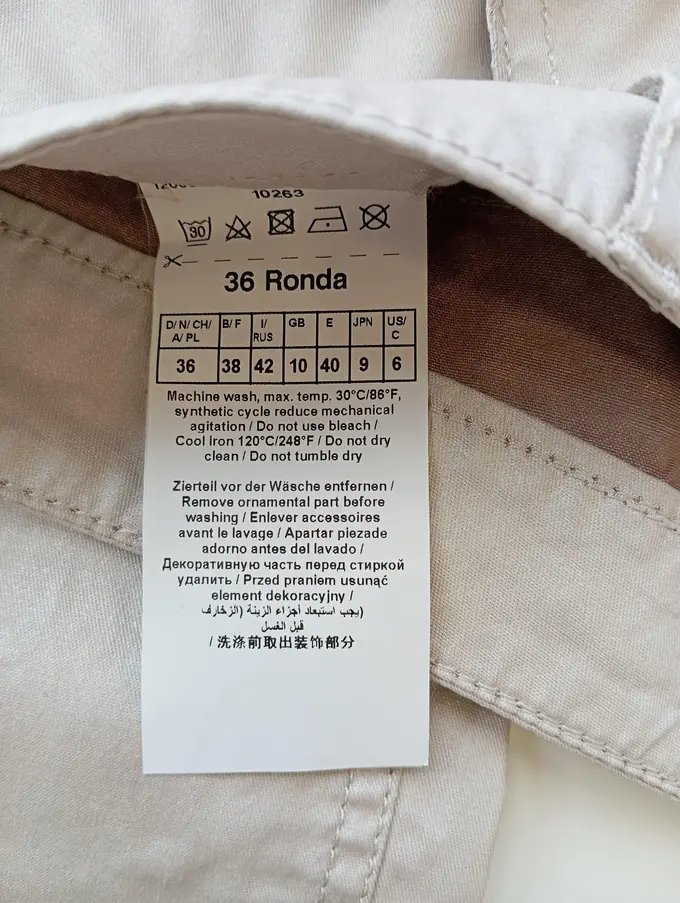 10263
30
36 Ronda
D/ N/ CH/ A/ PL B/ F I/ RUS GB E JPN US/ C
36 38 42 10 40 9 6
Machine wash, max. temp. 30°C/86°F,
synthetic cycle reduce mechanical
agitation / Do not use bleach /
Cool Iron 120°C/248°F / Do not dry
clean / Do not tumble dry
Zierteil vor der Wäsche entfernen /
Remove ornamental part before
washing / Enlever accessoires
avant le lavage / Apartar piezade
adorno antes del lavado /
Декоративную часть перед стиркой
удалить / Przed praniem usunąć
element dekoracyjny /
(يجب استبعاد أجزاء الزينة (الزخارف
قبل الغسل
/ 洗涤前取出装饰部分